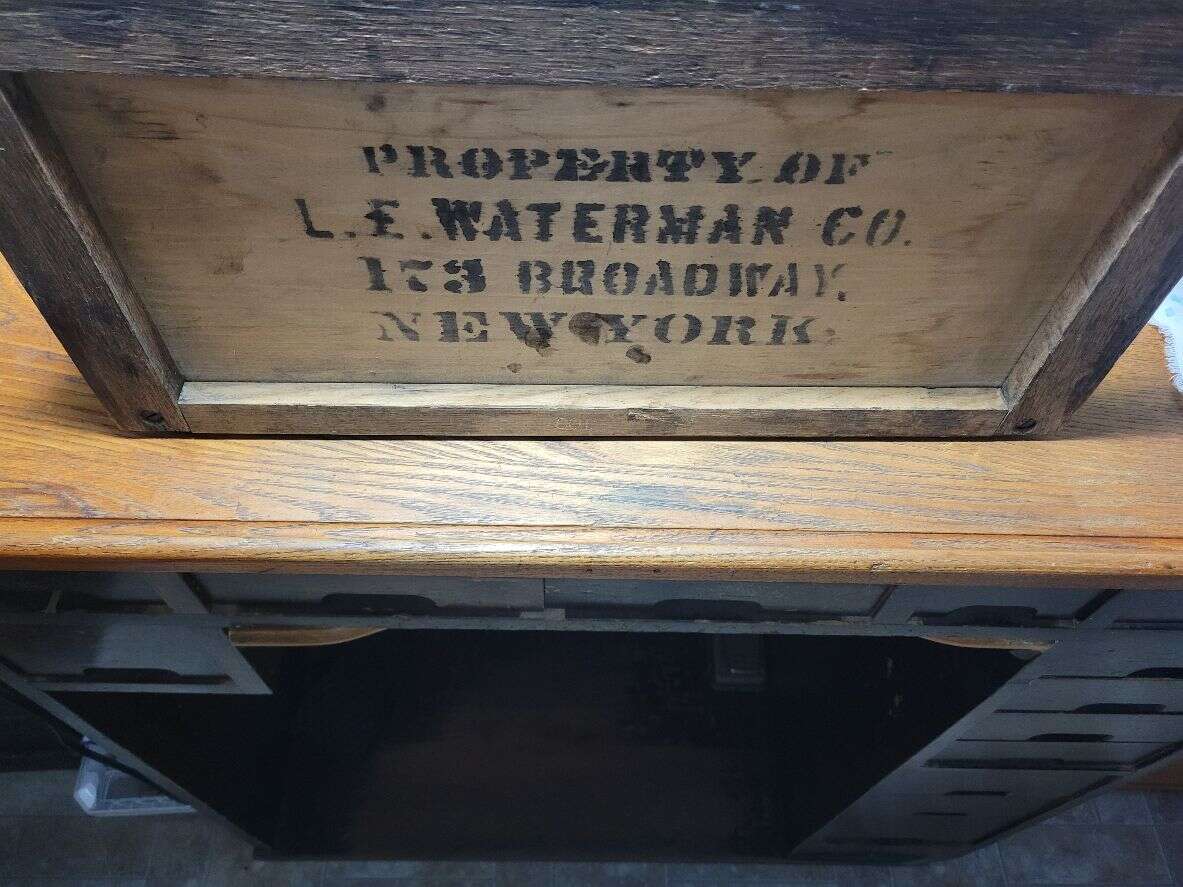 PROPERTY OF
L.E. WATERMAN CO.
173 BROADWAY,
NEW YORK